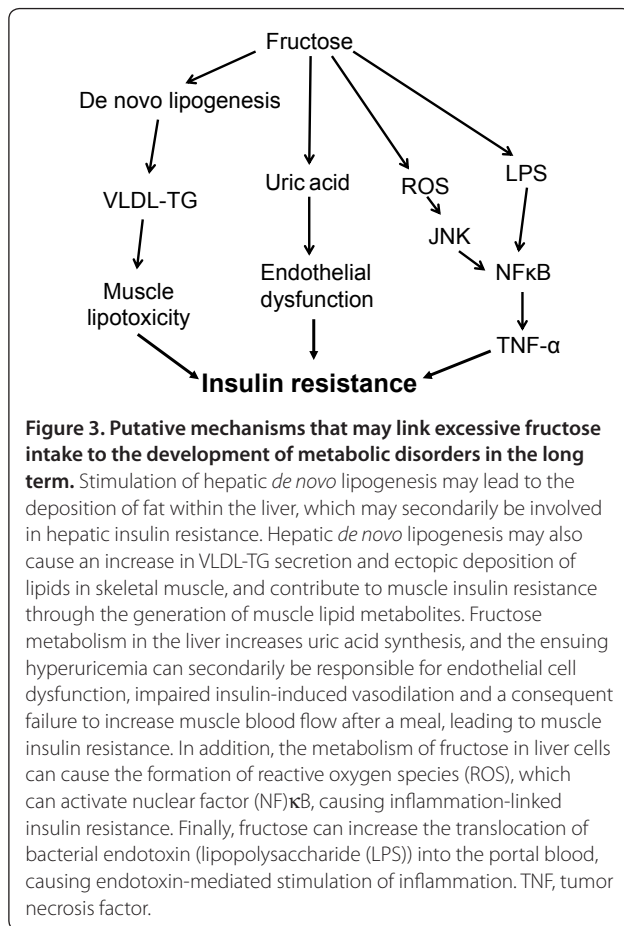 Fructose
De novo lipogenesis
VLDL-TG
Muscle
lipotoxicity
Uric acid
Endothelial
dysfunction
ROS
JNK
LPS
NFκB
TNF-α
Insulin resistance
Figure 3. Putative mechanisms that may link excessive fructose
intake to the development of metabolic disorders in the long
term. Stimulation of hepatic de novo lipogenesis may lead to the
deposition of fat within the liver, which may secondarily be involved
in hepatic insulin resistance. Hepatic de novo lipogenesis may also
cause an increase in VLDL-TG secretion and ectopic deposition of
lipids in skeletal muscle, and contribute to muscle insulin resistance
through the generation of muscle lipid metabolites. Fructose
metabolism in the liver increases uric acid synthesis, and the ensuing
hyperuricemia can secondarily be responsible for endothelial cell
dysfunction, impaired insulin-induced vasodilation and a consequent
failure to increase muscle blood flow after a meal, leading to muscle
insulin resistance. In addition, the metabolism of fructose in liver cells
can cause the formation of reactive oxygen species (ROS), which
can activate nuclear factor (NF)κB, causing inflammation-linked
insulin resistance. Finally, fructose can increase the translocation of
bacterial endotoxin (lipopolysaccharide (LPS)) into the portal blood,
causing endotoxin-mediated stimulation of inflammation. TNF, tumor
necrosis factor.